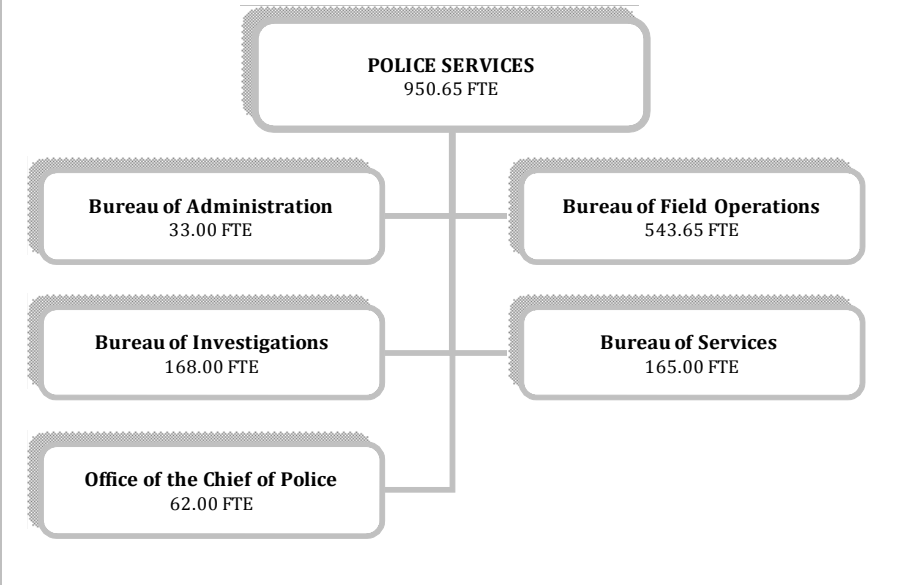 POLICE SERVICES
950.65 FTE
Bureau of Administration
33.00 FTE
Bureau of Field Operations
543.65 FTE
Bureau of Investigations
168.00 FTE
Bureau of Services
165.00 FTE
Office of the Chief of Police
62.00 FTE